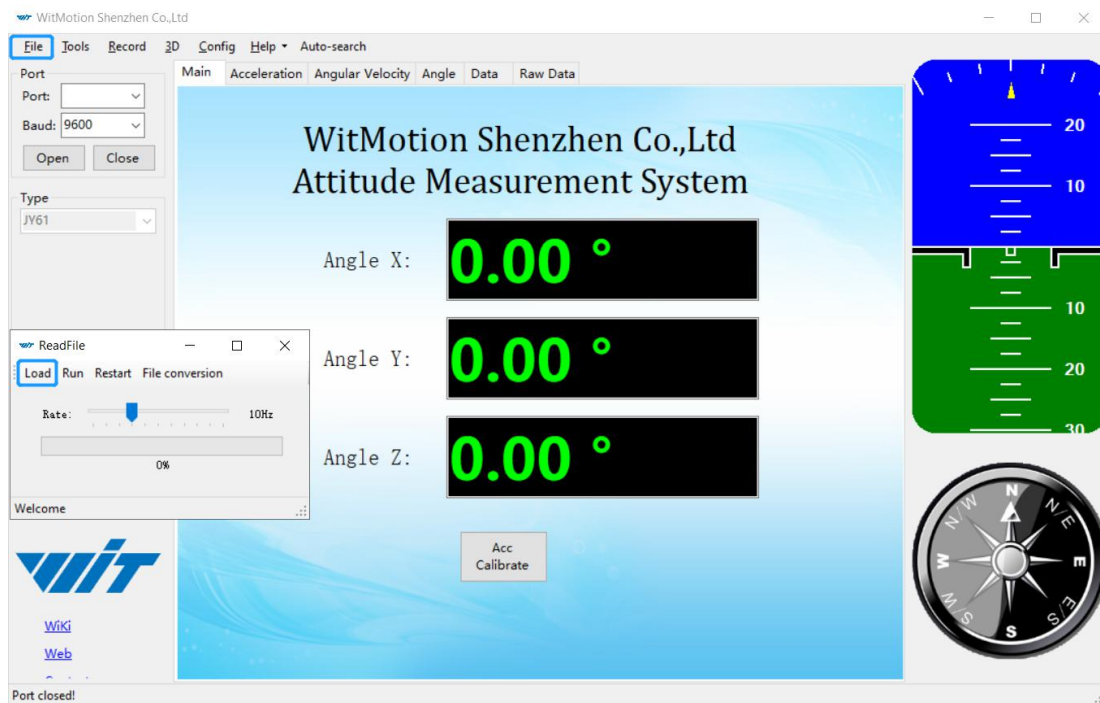 WitMotion Shenzhen Co.,Ltd
File Tools Record 3D Config Help Auto-search
Port
Port:
Baud: 9600
Open Close
Type
JY61
Main Acceleration Angular Velocity Angle Data Raw Data
WitMotion Shenzhen Co.,Ltd
Attitude Measurement System
Angle X: 0.00 °
Angle Y: 0.00 °
Angle Z: 0.00 °
Acc
Calibrate
ReadFile
Load Run Restart File conversion
Rate: 10Hz
0%
Welcome
WiT
WiKi
Web
Port closed!
20
10
10
20
30
N
N/E
E
E/S
S
S/W
W
N/W